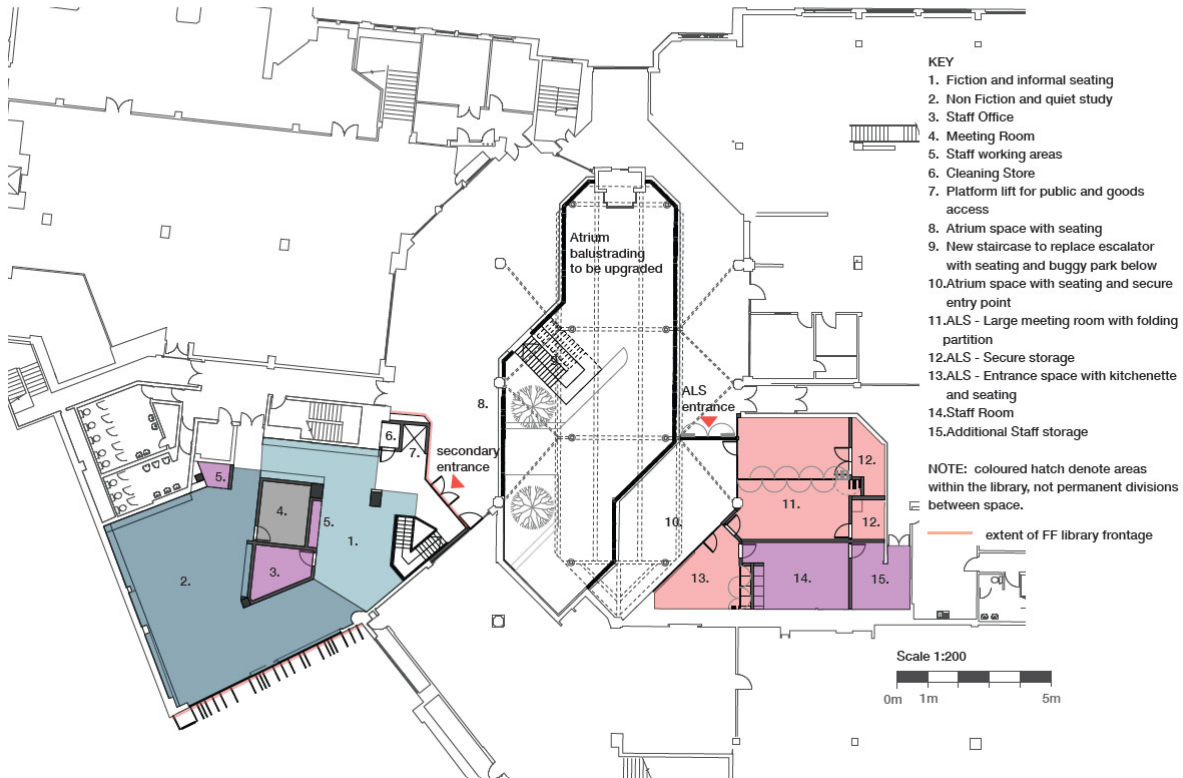 KEY
1. Fiction and informal seating
2. Non Fiction and quiet study
3. Staff Office
4. Meeting Room
5. Staff working areas
6. Cleaning Store
7. Platform lift for public and goods
access
8. Atrium space with seating
9. New staircase to replace escalator
with seating and buggy park below
10.Atrium space with seating and secure
entry point
11.ALS - Large meeting room with folding
partition
12.ALS - Secure storage
13.ALS - Entrance space with kitchenette
and seating
14.Staff Room
15.Additional Staff storage
NOTE: coloured hatch denote areas
within the library, not permanent divisions
between space.
extent of FF library frontage
Scale 1:200
0m 1m 5m
Atrium
balustrading
to be upgraded
ALS
entrance
8.
secondary
entrance
6.
7.
5.
4.
5.
1.
3.
2.
10.
12.
11.
12.
13.
14.
15.